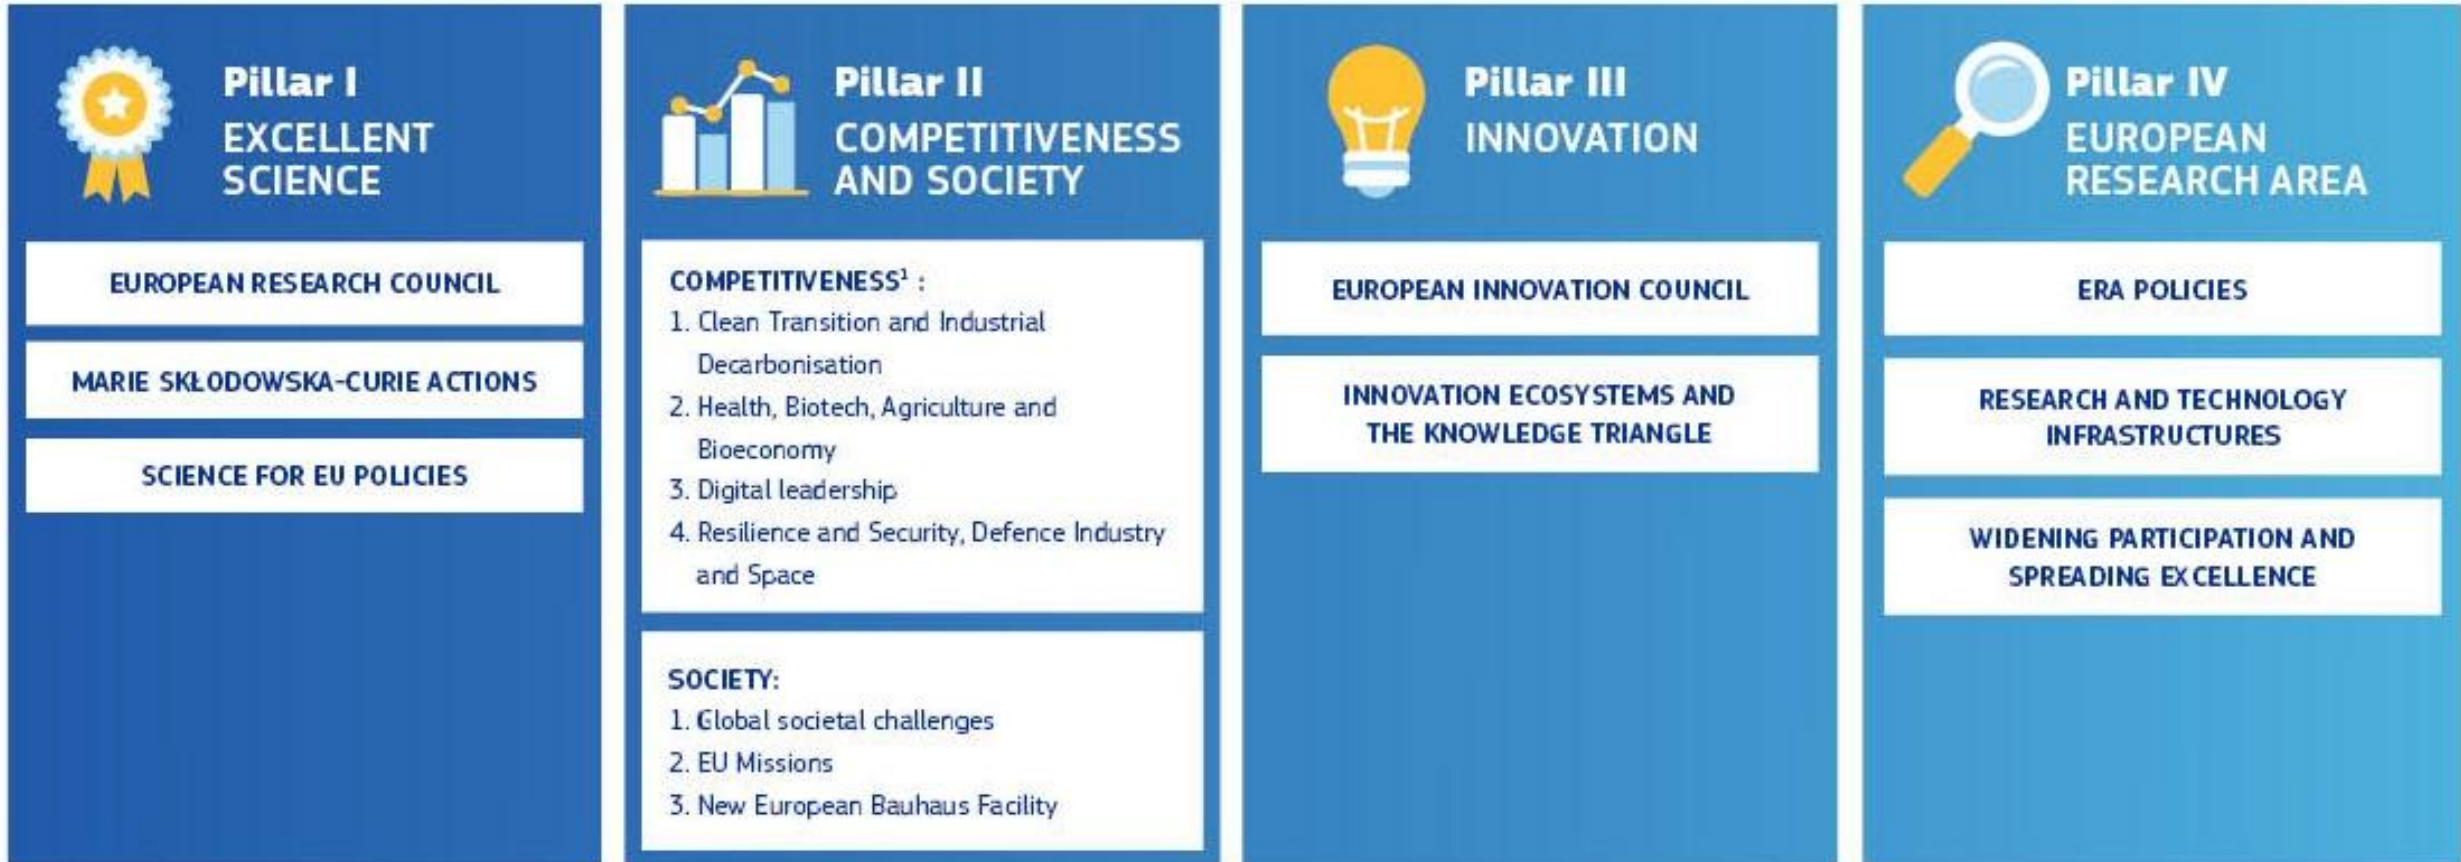 Pillar I
EXCELLENT
SCIENCE
EUROPEAN RESEARCH COUNCIL
MARIE SKŁODOWSKA-CURIE ACTIONS
SCIENCE FOR EU POLICIES
Pillar II
COMPETITIVENESS
AND SOCIETY
COMPETITIVENESS¹ :
1. Clean Transition and Industrial
Decarbonisation
2. Health, Biotech, Agriculture and
Bioeconomy
3. Digital leadership
4. Resilience and Security, Defence Industry
and Space
SOCIETY:
1. Global societal challenges
2. EU Missions
3. New European Bauhaus Facility
Pillar III
INNOVATION
EUROPEAN INNOVATION COUNCIL
INNOVATION ECOSYSTEMS AND
THE KNOWLEDGE TRIANGLE
Pillar IV
EUROPEAN
RESEARCH AREA
ERA POLICIES
RESEARCH AND TECHNOLOGY
INFRASTRUCTURES
WIDENING PARTICIPATION AND
SPREADING EXCELLENCE